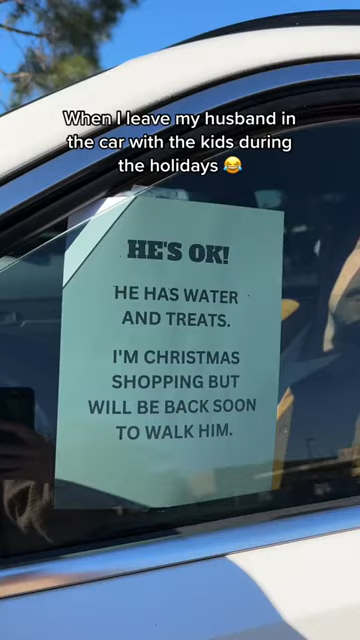 When I leave my husband in
the car with the kids during
the holidays 😂
HE'S OK!
HE HAS WATER
AND TREATS.
I'M CHRISTMAS
SHOPPING BUT
WILL BE BACK SOON
TO WALK HIM.